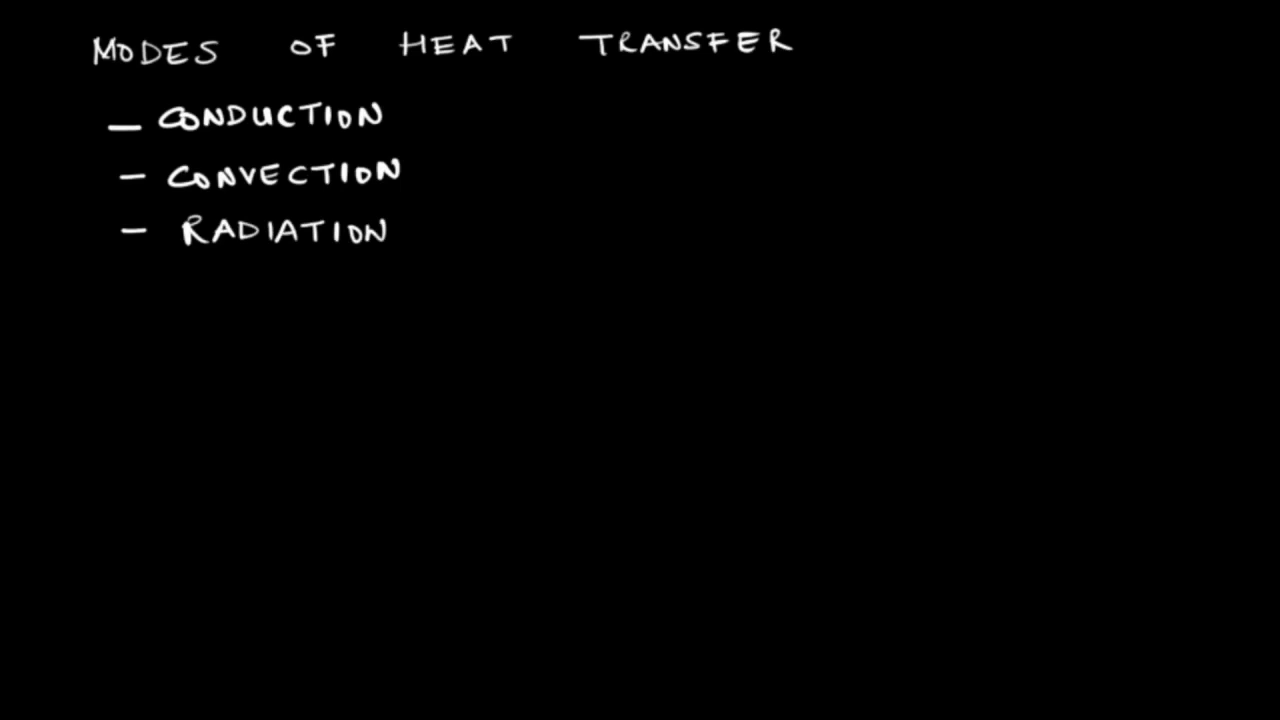 MODES OF HEAT TRANSFER
- CONDUCTION
- CONVECTION
- RADIATION